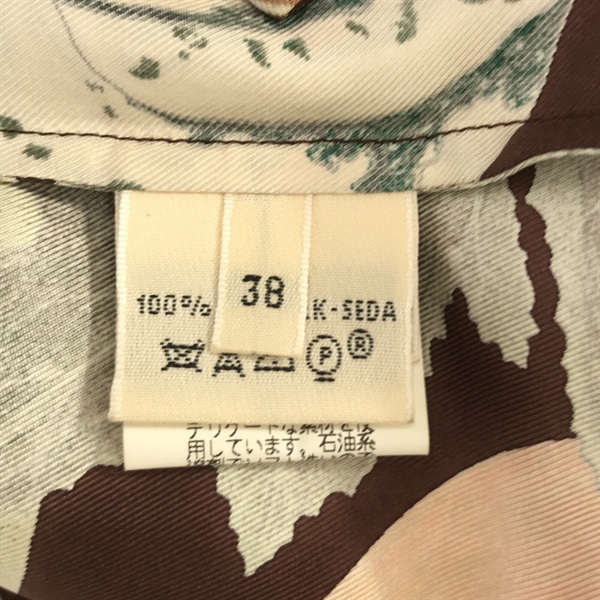 38
100% K-SEDA
P ®
デリケートな素材を使
用しています。石油系